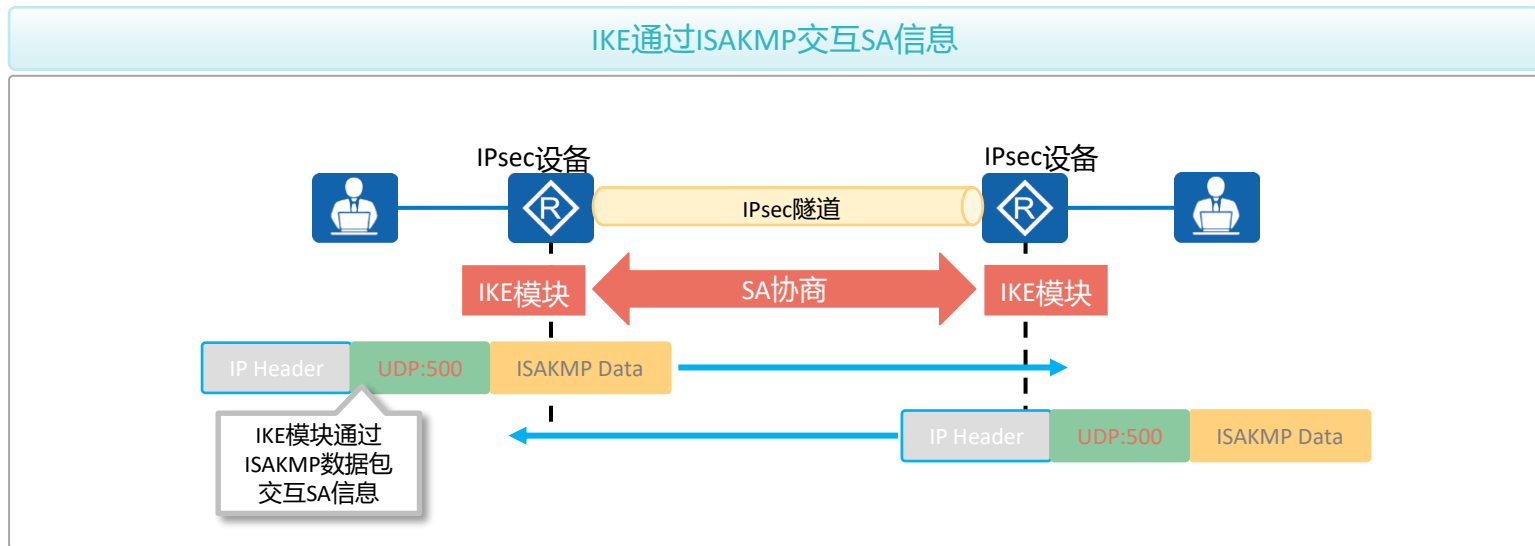 IKE通过ISAKMP交互SA信息
IPsec设备
IPsec设备
R
IPsec隧道
R
IKE模块
SA协商
IKE模块
IP Header
UDP:500
ISAKMP Data
IKE模块通过
ISAKMP数据包
交互SA信息
IP Header
UDP:500
ISAKMP Data